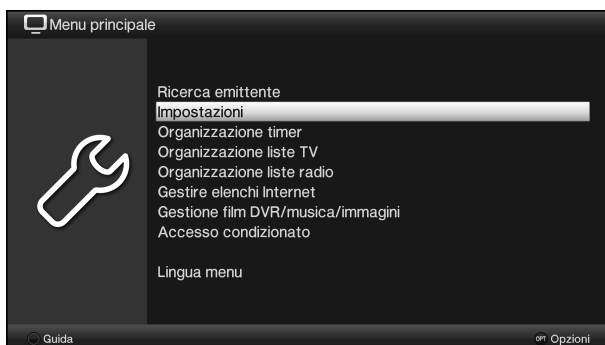 Menu principale
Ricerca emittente
Impostazioni
Organizzazione timer
Organizzazione liste TV
Organizzazione liste radio
Gestire elenchi Internet
Gestione film DVR/musica/immagini
Accesso condizionato
Lingua menu
Guida
OPT Opzioni